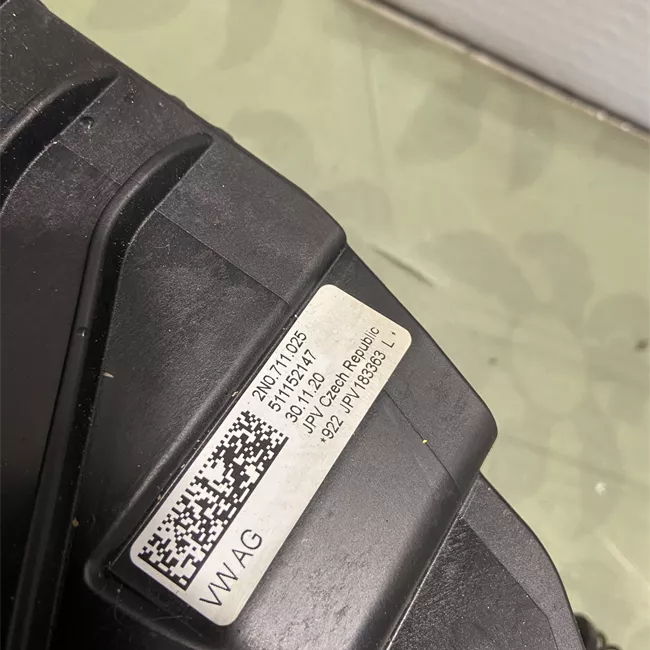 2N0.711.025
511152147
30.11.20
JPV Czech Republic
*922 JPV183363 L *
VW AG